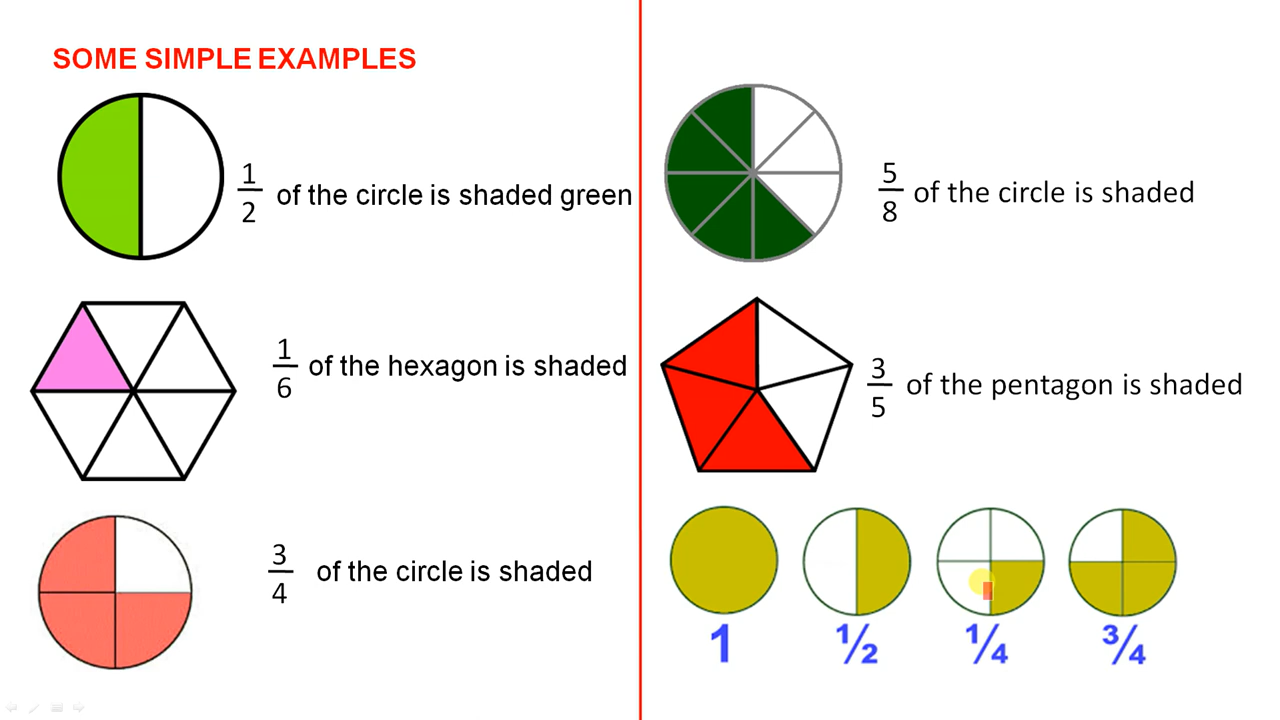 SOME SIMPLE EXAMPLES
1/2 of the circle is shaded green
1/6 of the hexagon is shaded
3/4 of the circle is shaded
5/8 of the circle is shaded
3/5 of the pentagon is shaded
1 1/2 1/4 3/4